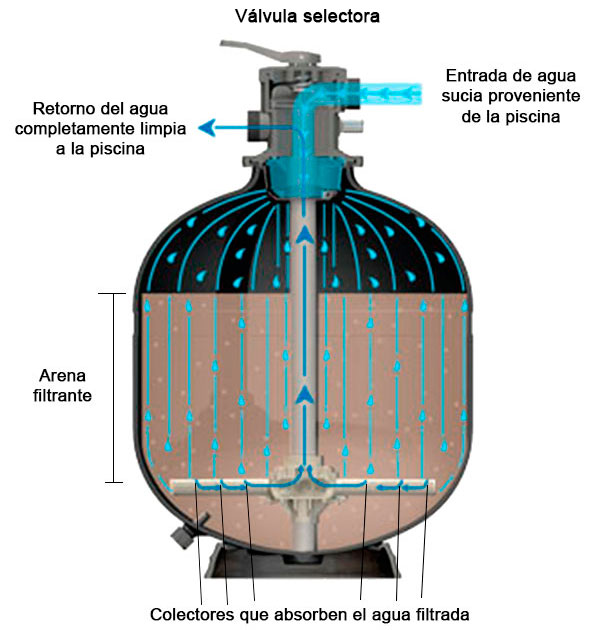 Válvula selectora
Entrada de agua
sucia proveniente
de la piscina
Retorno del agua
completamente limpia
a la piscina
Arena
filtrante
Colectores que absorben el agua filtrada